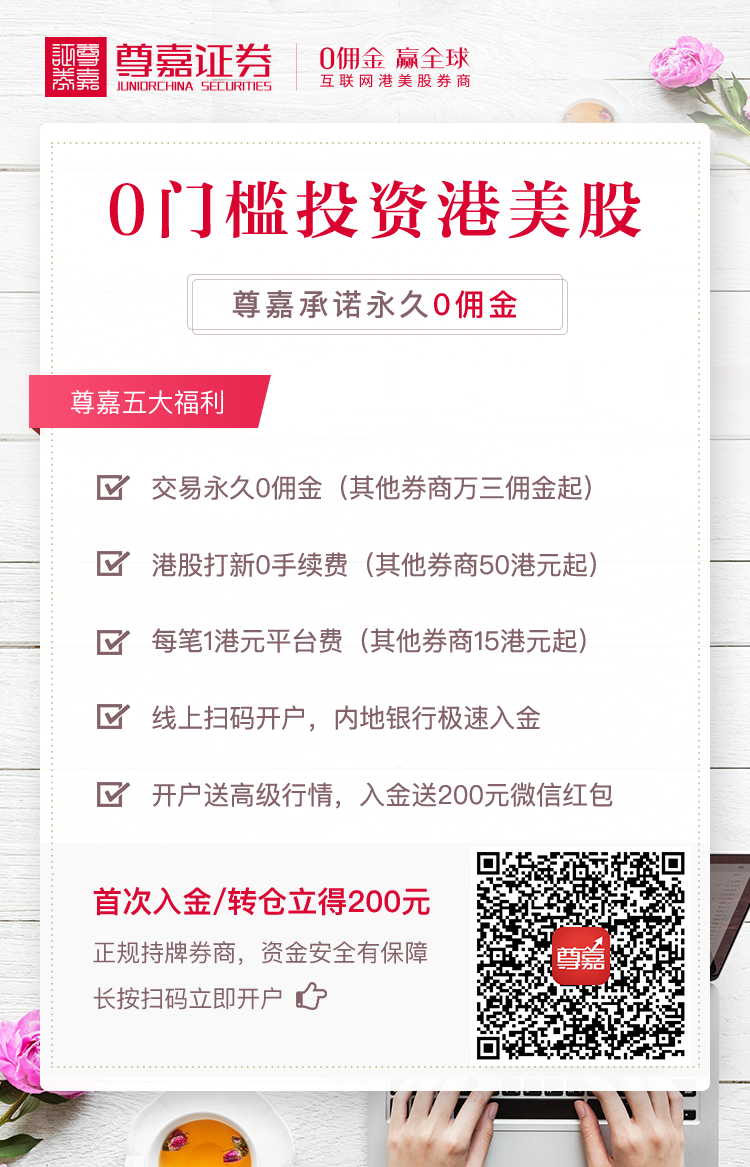 證券
尊嘉
尊嘉证券
JUNIORCHINA SECURITIES
0佣金 赢全球
互联网港美股券商
0门槛投资港美股
尊嘉承诺永久0佣金
尊嘉五大福利
交易永久0佣金（其他券商万三佣金起）
港股打新0手续费（其他券商50港元起）
每笔1港元平台费（其他券商15港元起）
线上扫码开户，内地银行极速入金
开户送高级行情，入金送200元微信红包
首次入金/转仓立得200元
正规持牌券商，资金安全有保障
长按扫码立即开户
尊嘉